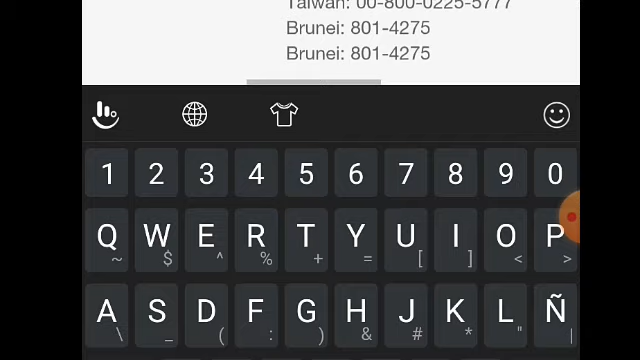 Taiwan: 00-800-0225-5777
Brunei: 801-4275
Brunei: 801-4275
1 2 3 4 5 6 7 8 9 0
Q W E R T Y U I O P
~ $ ^ % + = [ ] < >
A S D F G H J K L Ñ
\ _ ( : ) & # * " |